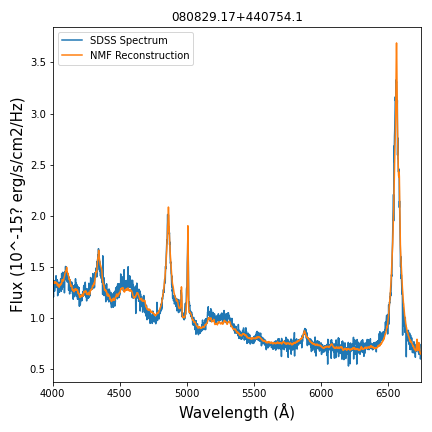 080829.17+440754.1
SDSS Spectrum
NMF Reconstruction
Flux (10^-15? erg/s/cm2/Hz)
3.5
3.0
2.5
2.0
1.5
1.0
0.5
4000 4500 5000 5500 6000 6500
Wavelength (Å)